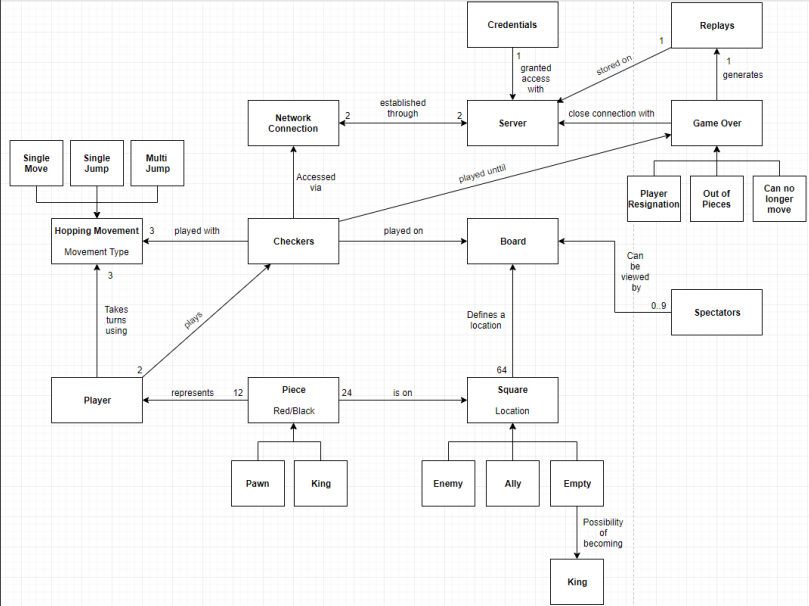 Credentials
Replays
1
1
stored on
granted
access
with
1
generates
established
through
Network
Connection
2
2
Server
close connection with
Game Over
Single
Move
Single
Jump
Multi
Jump
Accessed
via
played unttil
Player
Resignation
Out of
Pieces
Can no
longer
move
Hopping Movement
Movement Type
3
played with
Checkers
played on
Board
Can
be
viewed
by
3
Takes
turns
using
plays
Defines a
location
0..9
Spectators
2
64
Player
represents
12
Piece
Red/Black
24
is on
Square
Location
Pawn
King
Enemy
Ally
Empty
Possibility
of
becoming
King